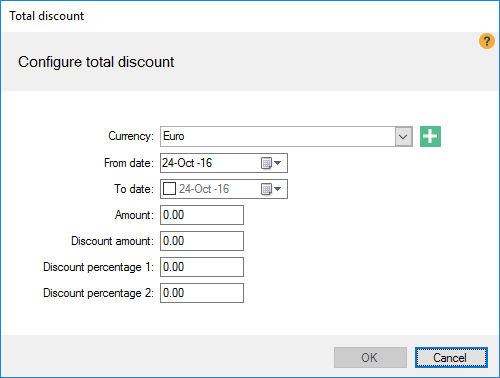 Total discount
?
Configure total discount
Currency: Euro
From date: 24-Oct -16
To date: 24-Oct -16
Amount: 0.00
Discount amount: 0.00
Discount percentage 1: 0.00
Discount percentage 2: 0.00
OK Cancel